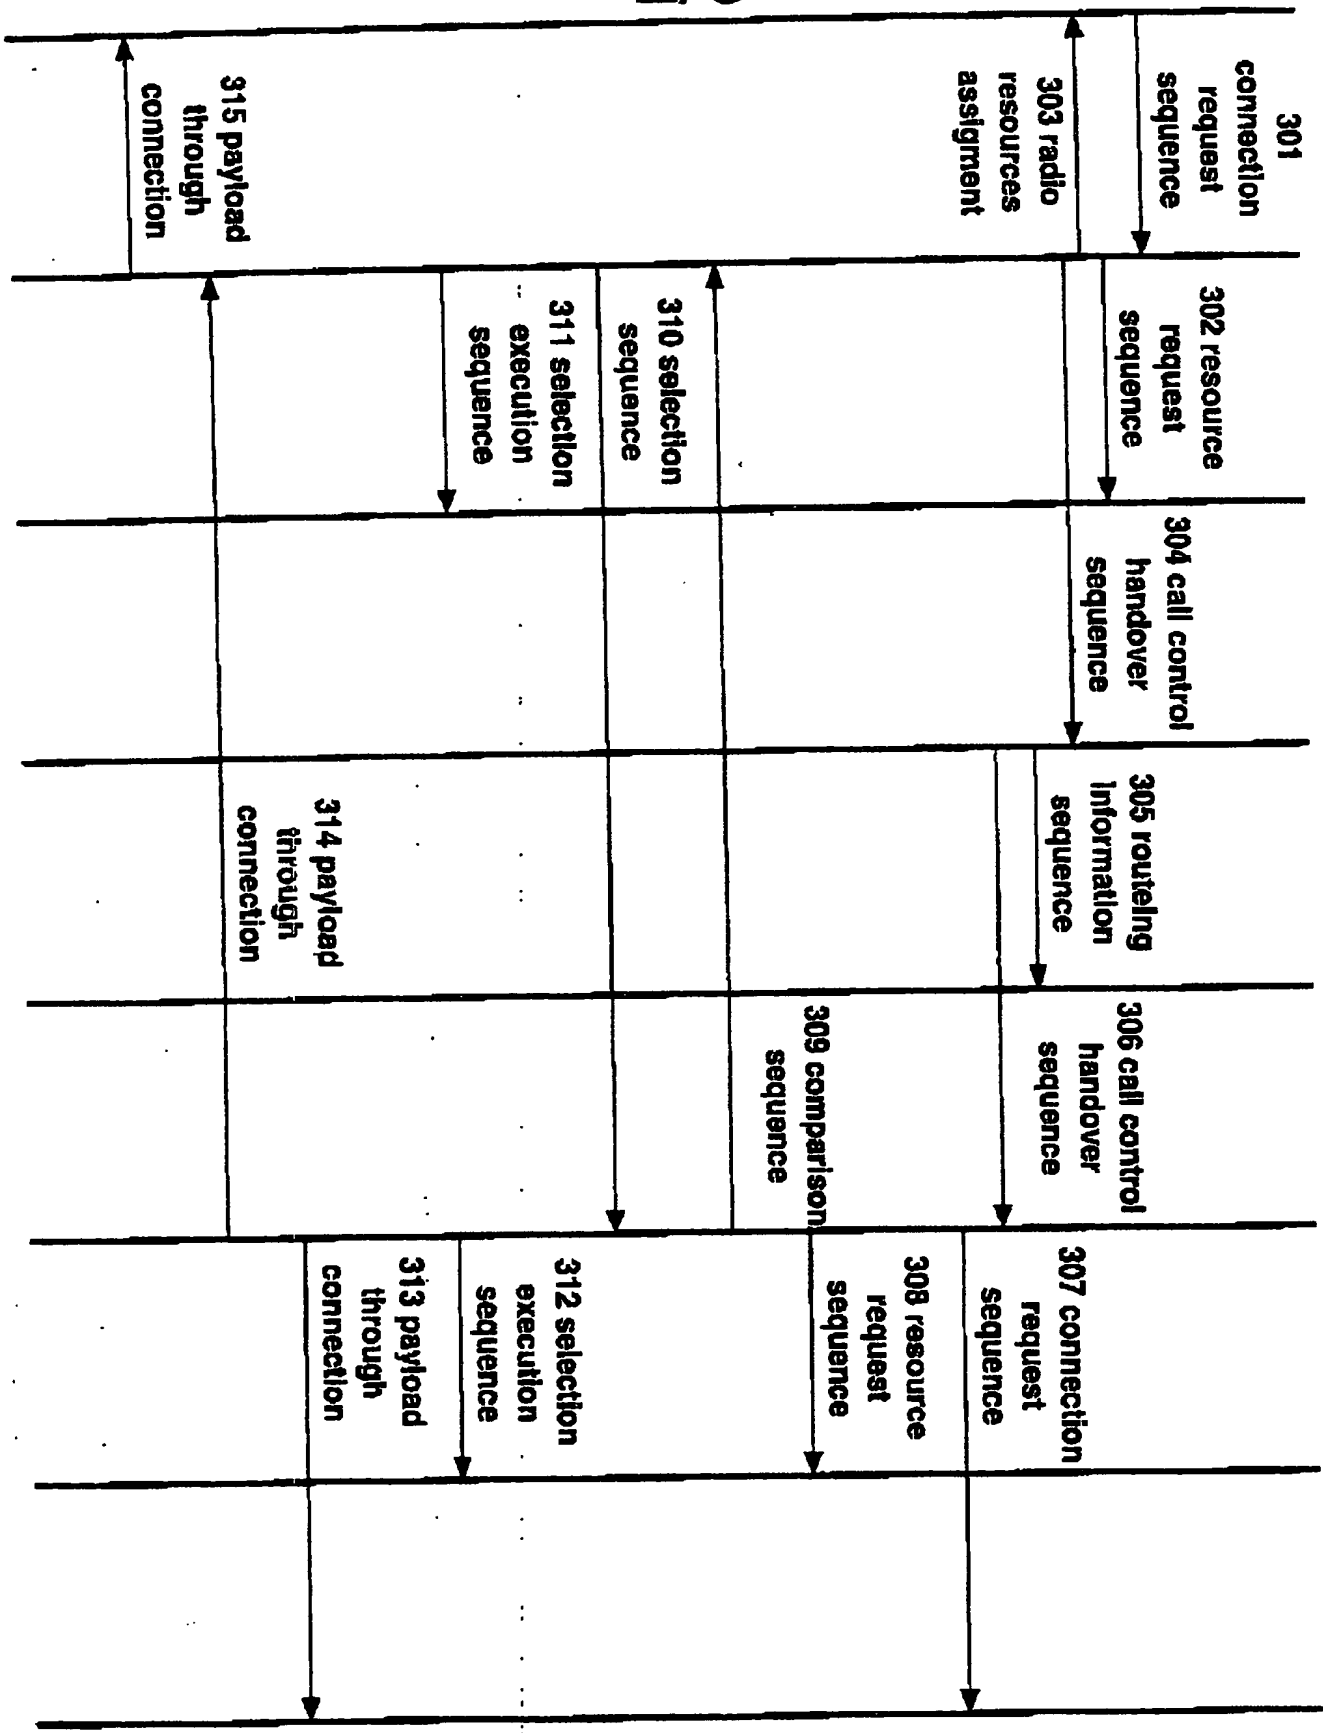 301
connection
request
sequence
302 resource
request
sequence
303 radio
resources
assigment
304 call control
handover
sequence
305 routeing
information
sequence
306 call control
handover
sequence
307 connection
request
sequence
308 resource
request
sequence
309 comparison
sequence
310 selection
sequence
311 selection
execution
sequence
312 selection
execution
sequence
313 payload
through
connection
314 payload
through
connection
315 payload
through
connection